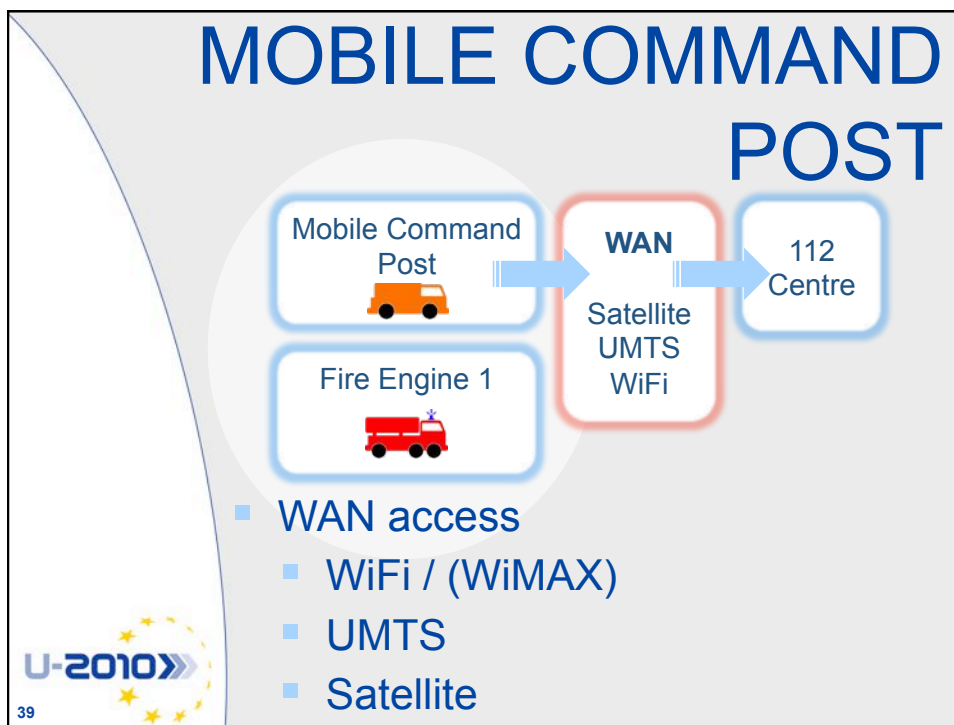 MOBILE COMMAND
POST
Mobile Command
Post
WAN
Satellite
UMTS
WiFi
112
Centre
Fire Engine 1
WAN access
WiFi / (WiMAX)
UMTS
Satellite
U-2010
39